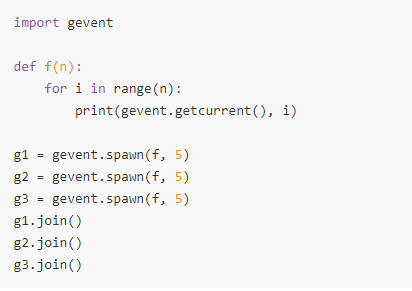 import gevent
def f(n):
    for i in range(n):
        print(gevent.getcurrent(), i)
g1 = gevent.spawn(f, 5)
g2 = gevent.spawn(f, 5)
g3 = gevent.spawn(f, 5)
g1.join()
g2.join()
g3.join()